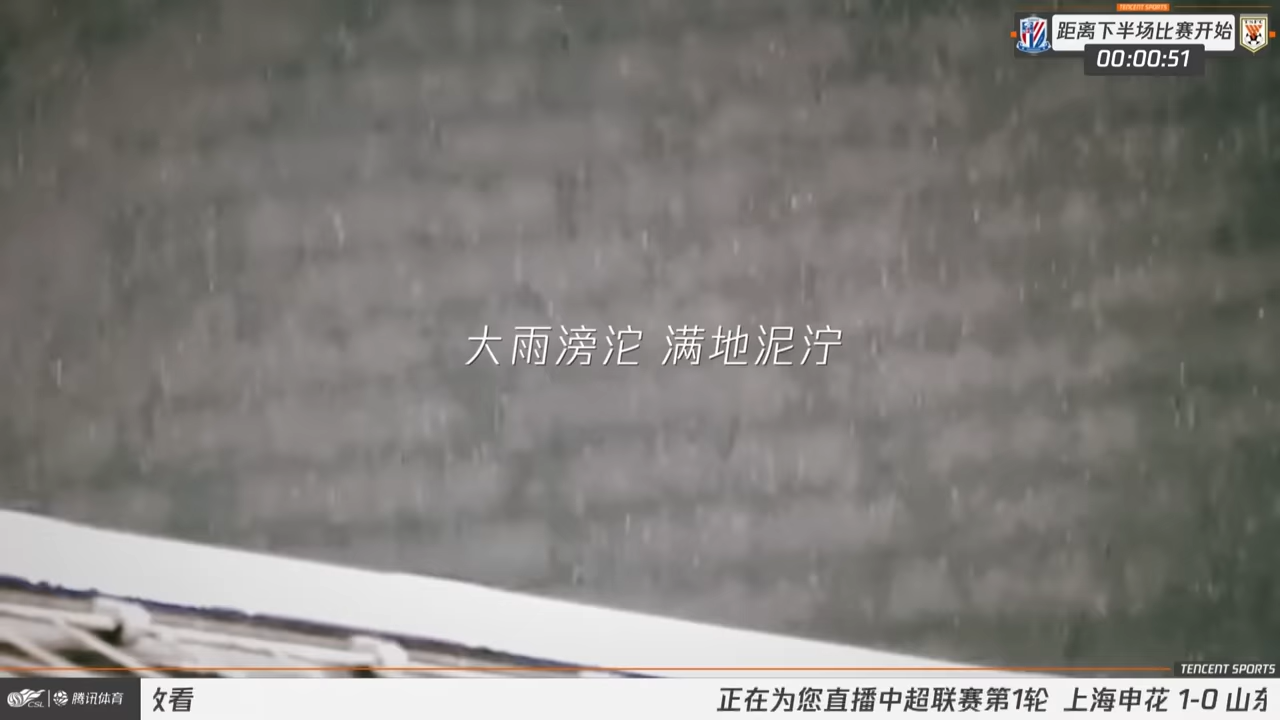 TENCENT SPORTS
距离下半场比赛开始
00:00:51
大雨滂沱 满地泥泞
TENCENT SPORTS
CSL 腾讯体育
看 正在为您直播中超联赛第1轮 上海申花 1-0 山东